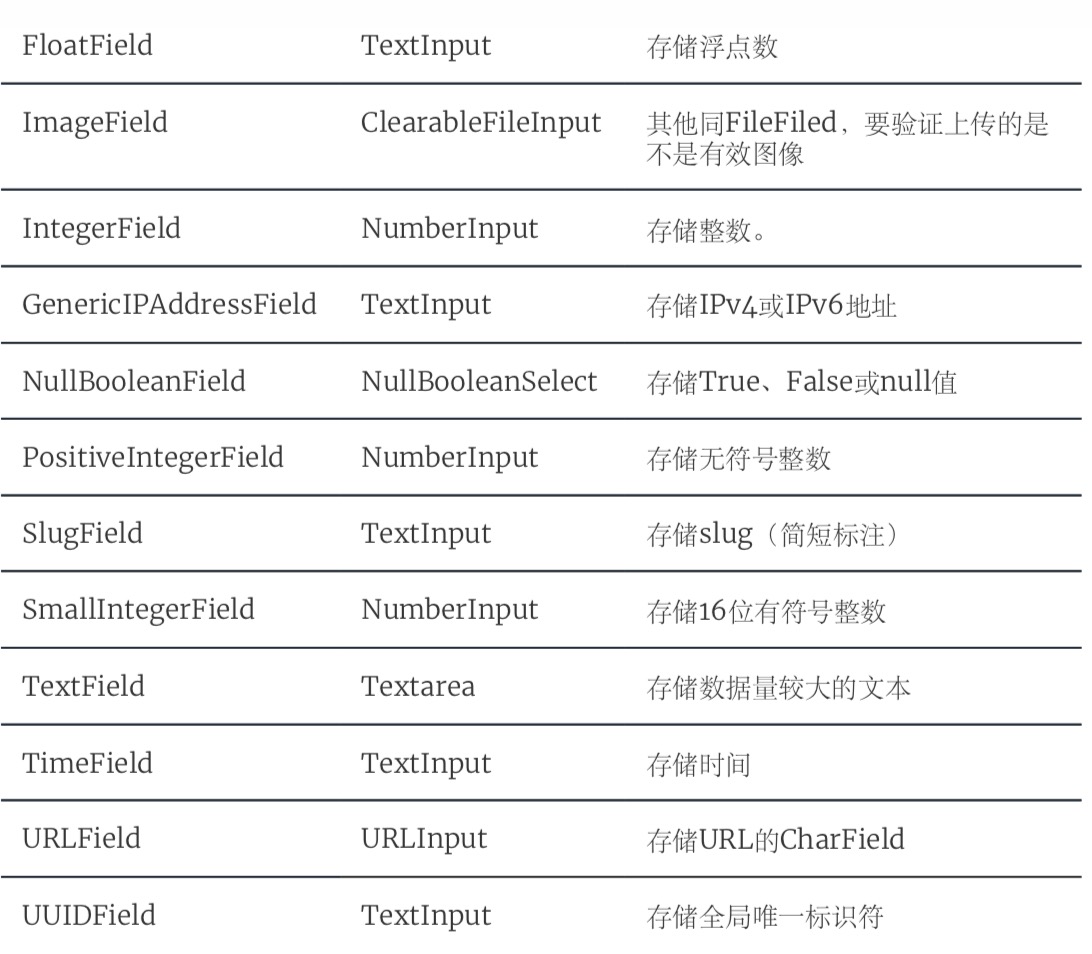 FloatField TextInput 存储浮点数
ImageField ClearableFileInput 其他同FileFiled，要验证上传的是
不是有效图像
IntegerField NumberInput 存储整数。
GenericIPAddressField TextInput 存储IPv4或IPv6地址
NullBooleanField NullBooleanSelect 存储True、False或null值
PositiveIntegerField NumberInput 存储无符号整数
SlugField TextInput 存储slug（简短标注）
SmallIntegerField NumberInput 存储16位有符号整数
TextField Textarea 存储数据量较大的文本
TimeField TextInput 存储时间
URLField URLInput 存储URL的CharField
UUIDField TextInput 存储全局唯一标识符